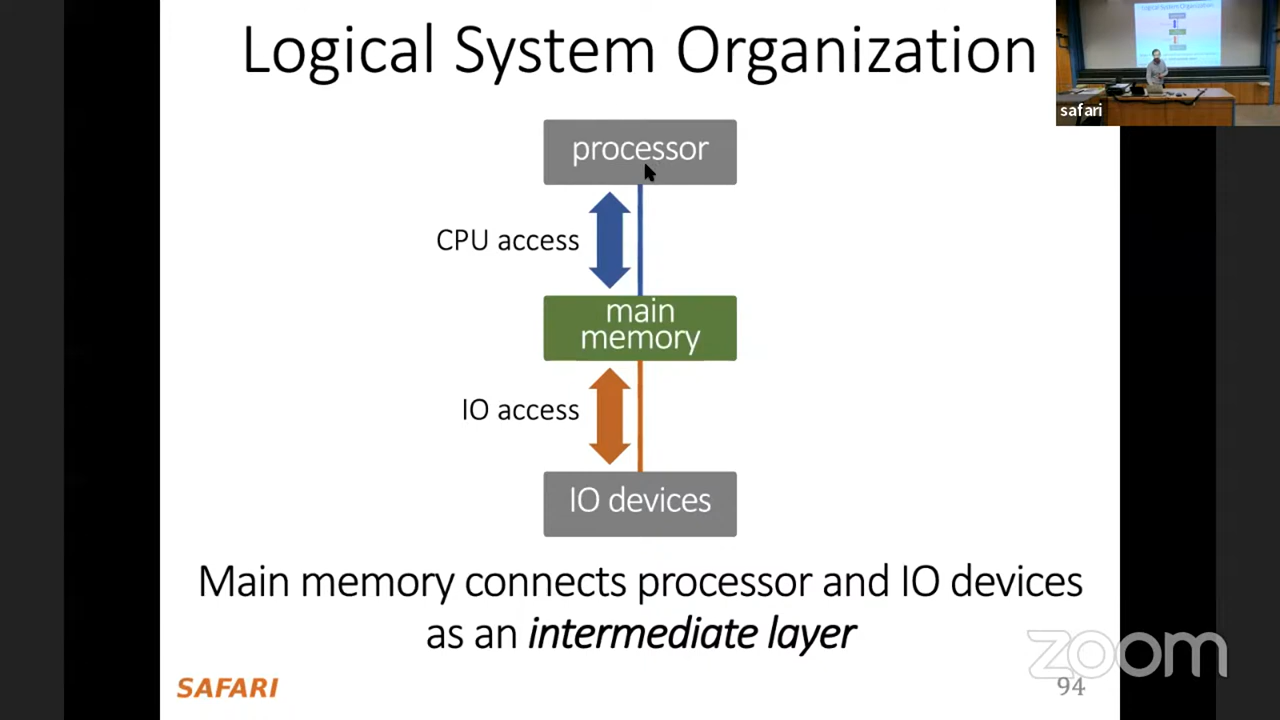 Logical System Organization
safari
processor
CPU access
main
memory
IO access
IO devices
Main memory connects processor and IO devices
as an intermediate layer
zoom
SAFARI
94